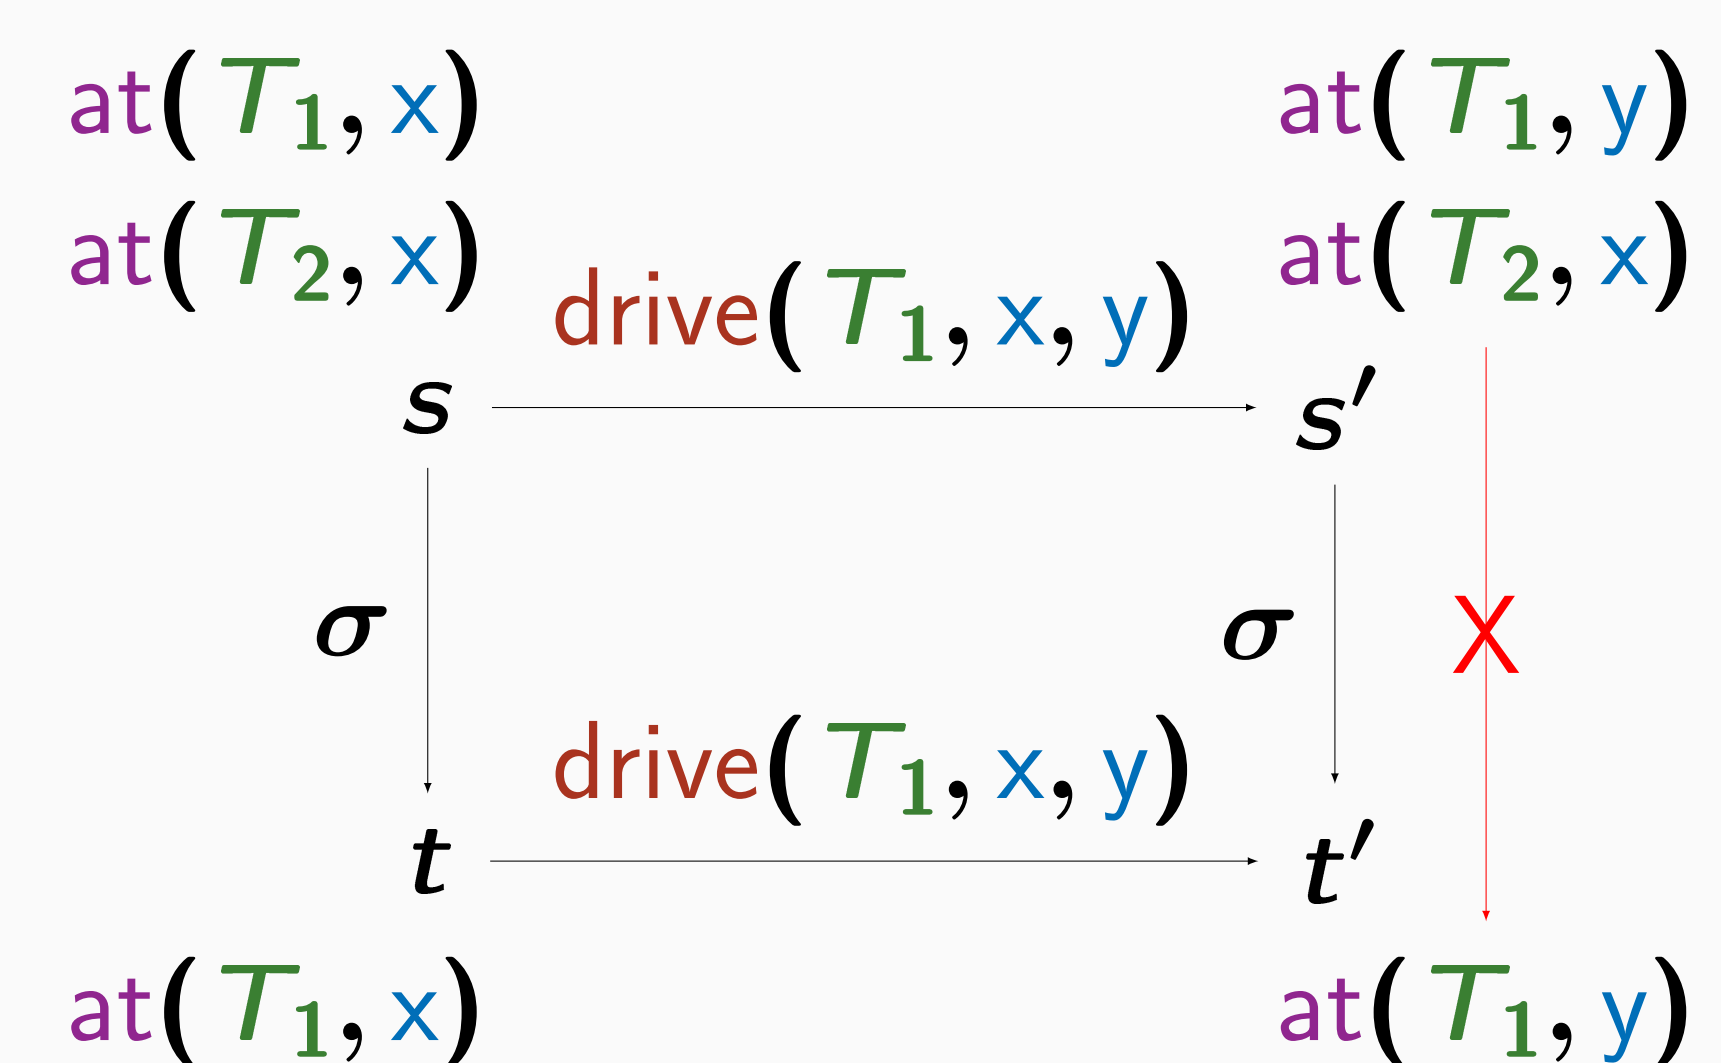 at(T₁, x) at(T₁, y)
at(T₂, x) at(T₂, x)
drive(T₁, x, y)
s s′
σ σ X
drive(T₁, x, y)
t t′
at(T₁, x) at(T₁, y)